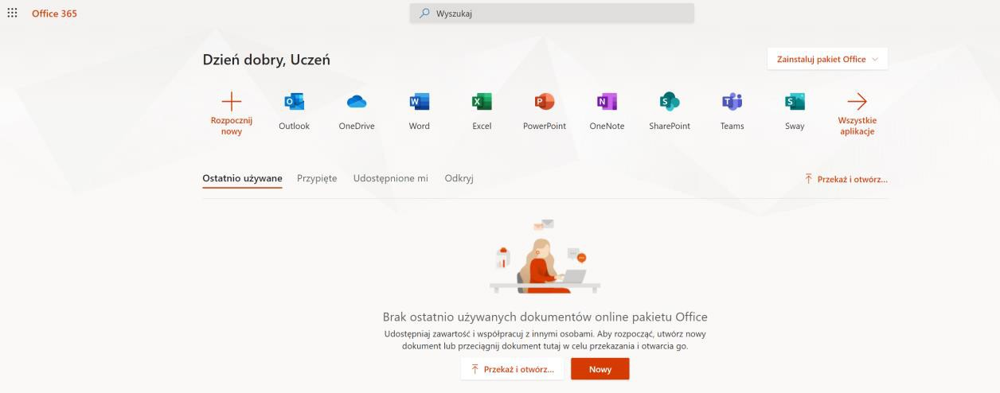 Office 365
Wyszukaj
Dzień dobry, Uczeń
Zainstaluj pakiet Office
Rozpocznij
nowy
Outlook
OneDrive
Word
Excel
PowerPoint
OneNote
SharePoint
Teams
Sway
Wszystkie
aplikacje
Ostatnio używane Przypięte Udostępnione mi Odkryj
Przekaż i otwórz...
Brak ostatnio używanych dokumentów online pakietu Office
Udostępniaj zawartość i współpracuj z innymi osobami. Aby rozpocząć, utwórz nowy
dokument lub przeciągnij dokument tutaj w celu przekazania i otwarcia go.
Przekaż i otwórz...
Nowy